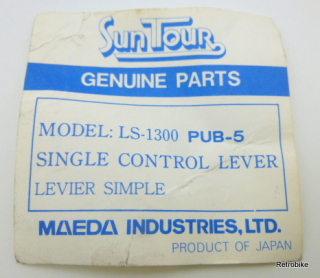 SunTour
GENUINE PARTS
MODEL: LS-1300 PUB-5
SINGLE CONTROL LEVER
LEVIER SIMPLE
MAEDA INDUSTRIES, LTD.
PRODUCT OF JAPAN
Retrobike